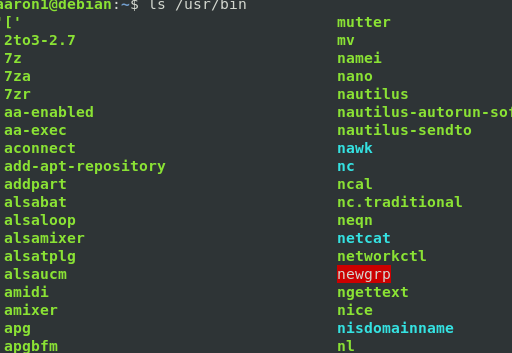 aaron1@debian:~$ ls /usr/bin
'[' mutter
2to3-2.7 mv
7z namei
7za nano
7zr nautilus
aa-enabled nautilus-autorun-sof
aa-exec nautilus-sendto
aconnect nawk
add-apt-repository nc
addpart ncal
alsabat nc.traditional
alsaloop neqn
alsamixer netcat
alsatplg networkctl
alsaucm newgrp
amidi ngettext
amixer nice
apg nisdomainname
apgbfm nl